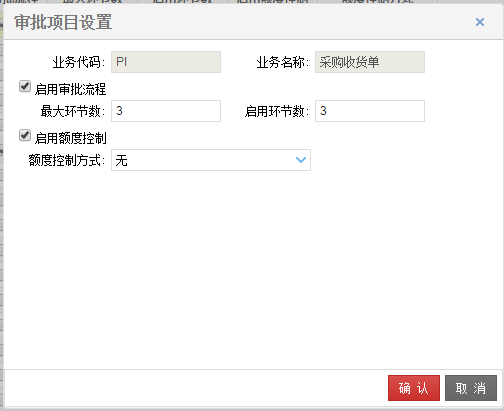 审批项目设置
业务代码: PI 业务名称: 采购收货单
启用审批流程
最大环节数: 3 启用环节数: 3
启用额度控制
额度控制方式: 无
确 认 取 消